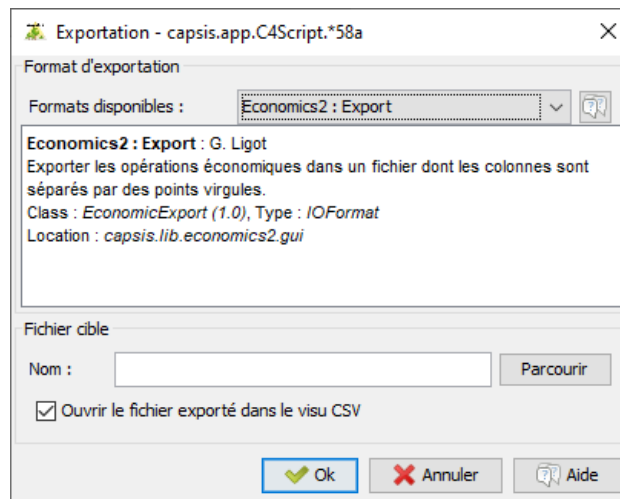 Exportation - capsis.app.C4Script.*58a
Format d'exportation
Formats disponibles : Economics2 : Export
Economics2 : Export : G. Ligot
Exporter les opérations économiques dans un fichier dont les colonnes sont
séparés par des points virgules.
Class : EconomicExport (1.0), Type : IOFormat
Location : capsis.lib.economics2.gui
Fichier cible
Nom : Parcourir
Ouvrir le fichier exporté dans le visu CSV
Ok Annuler Aide